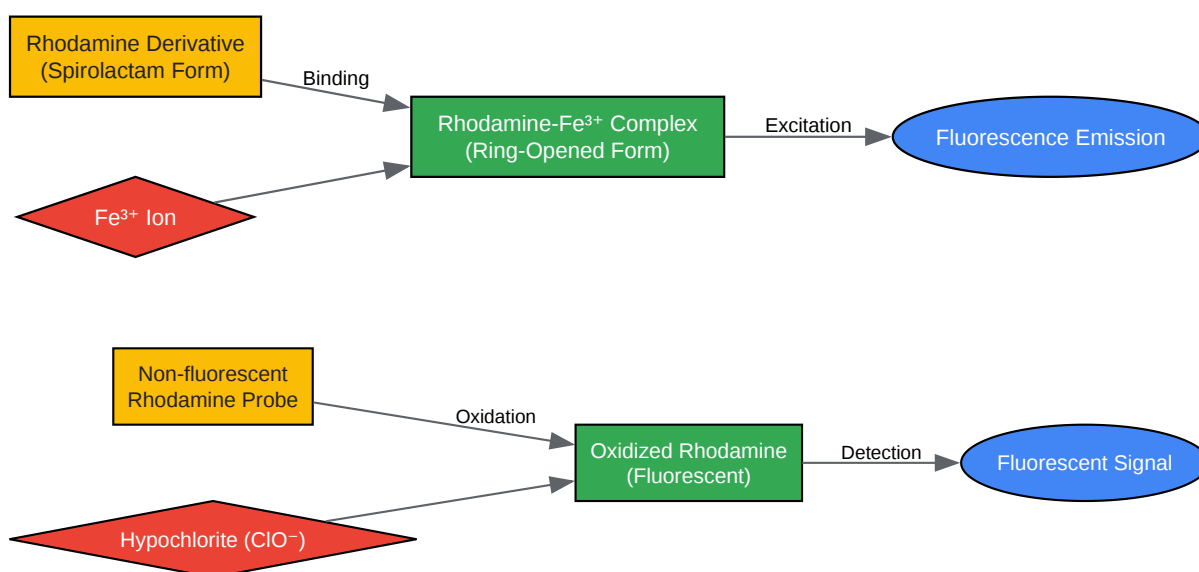 Rhodamine Derivative
(Spirolactam Form)
Binding
Rhodamine-Fe³⁺ Complex
(Ring-Opened Form)
Excitation
Fluorescence Emission
Fe³⁺ Ion
Non-fluorescent
Rhodamine Probe
Oxidation
Oxidized Rhodamine
(Fluorescent)
Detection
Fluorescent Signal
Hypochlorite (ClO⁻)